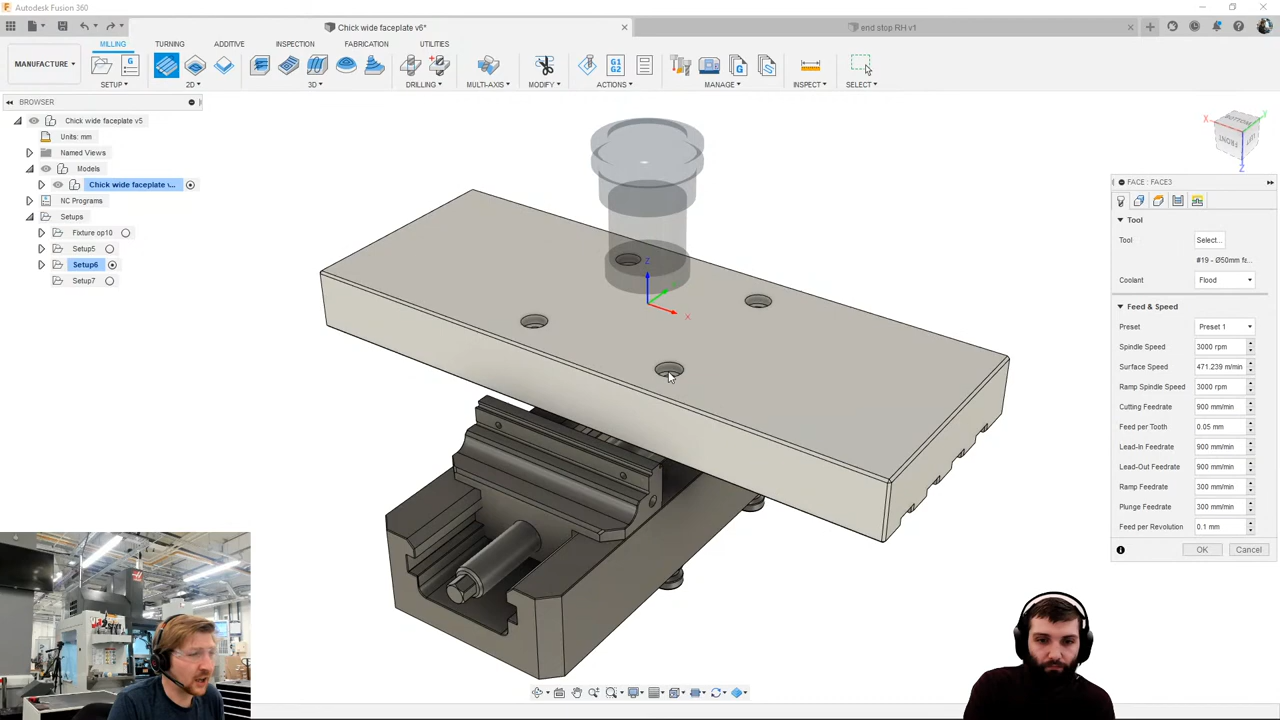 Autodesk Fusion 360
Chick wide faceplate v6*
end stop RH v1
MILLING TURNING ADDITIVE INSPECTION FABRICATION UTILITIES
MANUFACTURE
SETUP 2D 3D DRILLING MULTI-AXIS MODIFY ACTIONS MANAGE INSPECT SELECT
BROWSER
Chick wide faceplate v5
Units: mm
Named Views
Models
Chick wide faceplate v...
NC Programs
Setups
Fixture op10
Setup5
Setup6
Setup7
Z
X
X
Y
Z
BOTTOM
FRONT
FACE : FACE3
Tool
Tool Select...
#19 - Ø50mm fa...
Coolant Flood
Feed & Speed
Preset Preset 1
Spindle Speed 3000 rpm
Surface Speed 471.239 m/min
Ramp Spindle Speed 3000 rpm
Cutting Feedrate 900 mm/min
Feed per Tooth 0.05 mm
Lead-In Feedrate 900 mm/min
Lead-Out Feedrate 900 mm/min
Ramp Feedrate 300 mm/min
Plunge Feedrate 300 mm/min
Feed per Revolution 0.1 mm
OK Cancel